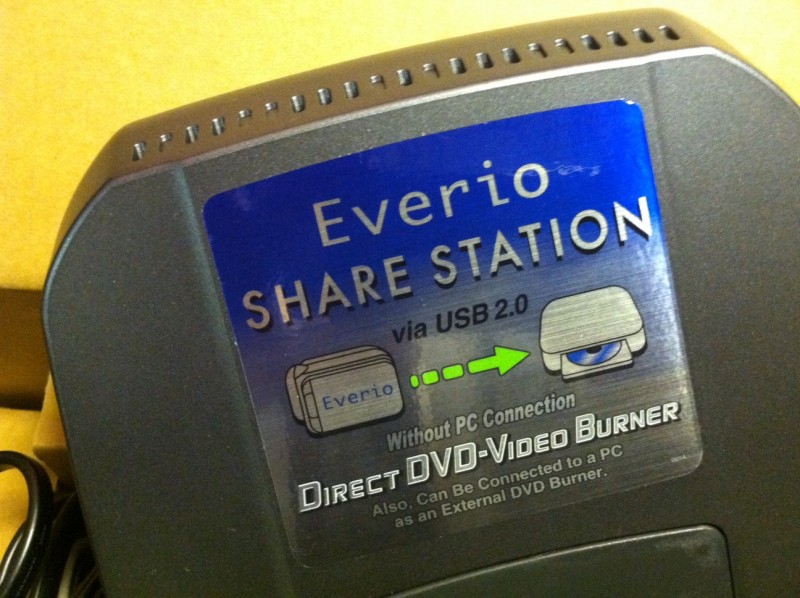 Everio
SHARE STATION
via USB 2.0
Everio
Without PC Connection
DIRECT DVD-VIDEO BURNER
Also, Can Be Connected to a PC
as an External DVD Burner.